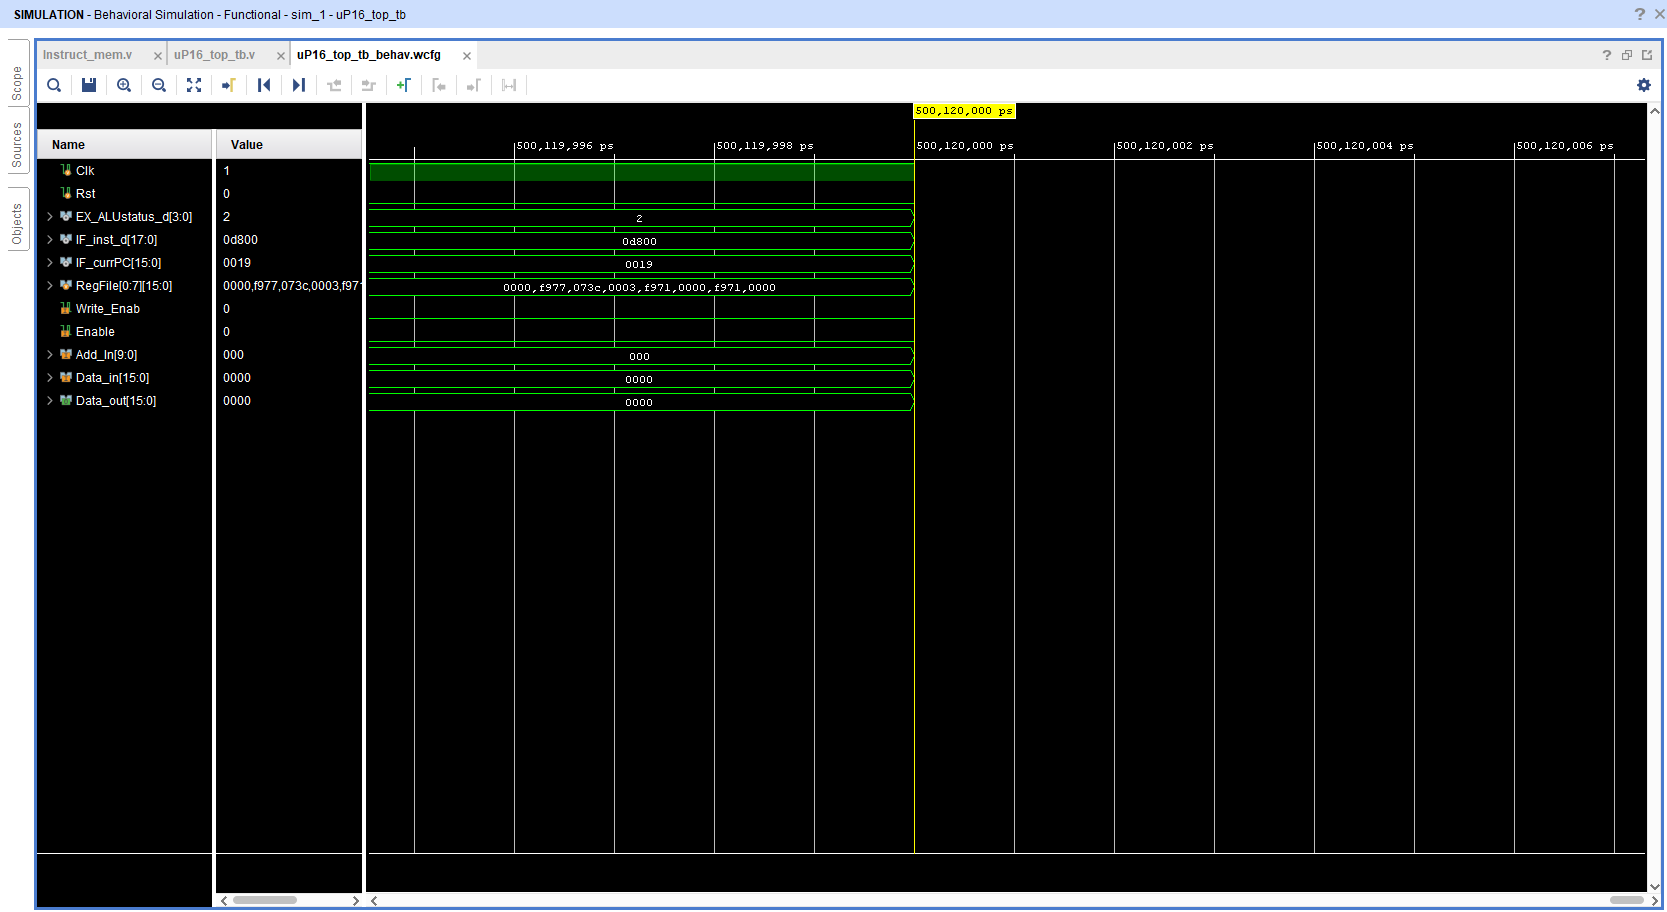 SIMULATION - Behavioral Simulation - Functional - sim_1 - uP16_top_tb
Scope
Sources
Objects
Instruct_mem.v
uP16_top_tb.v
uP16_top_tb_behav.wcfg
500,120,000 ps
Name Value
500,119,996 ps 500,119,998 ps 500,120,000 ps 500,120,002 ps 500,120,004 ps 500,120,006 ps
Clk 1
Rst 0
EX_ALUstatus_d[3:0] 2 2
IF_inst_d[17:0] 0d800 0d800
IF_currPC[15:0] 0019 0019
RegFile[0:7][15:0] 0000,f977,073c,0003,f97 0000,f977,073c,0003,f971,0000,f971,0000
Write_Enab 0
Enable 0
Add_In[9:0] 000 000
Data_in[15:0] 0000 0000
Data_out[15:0] 0000 0000